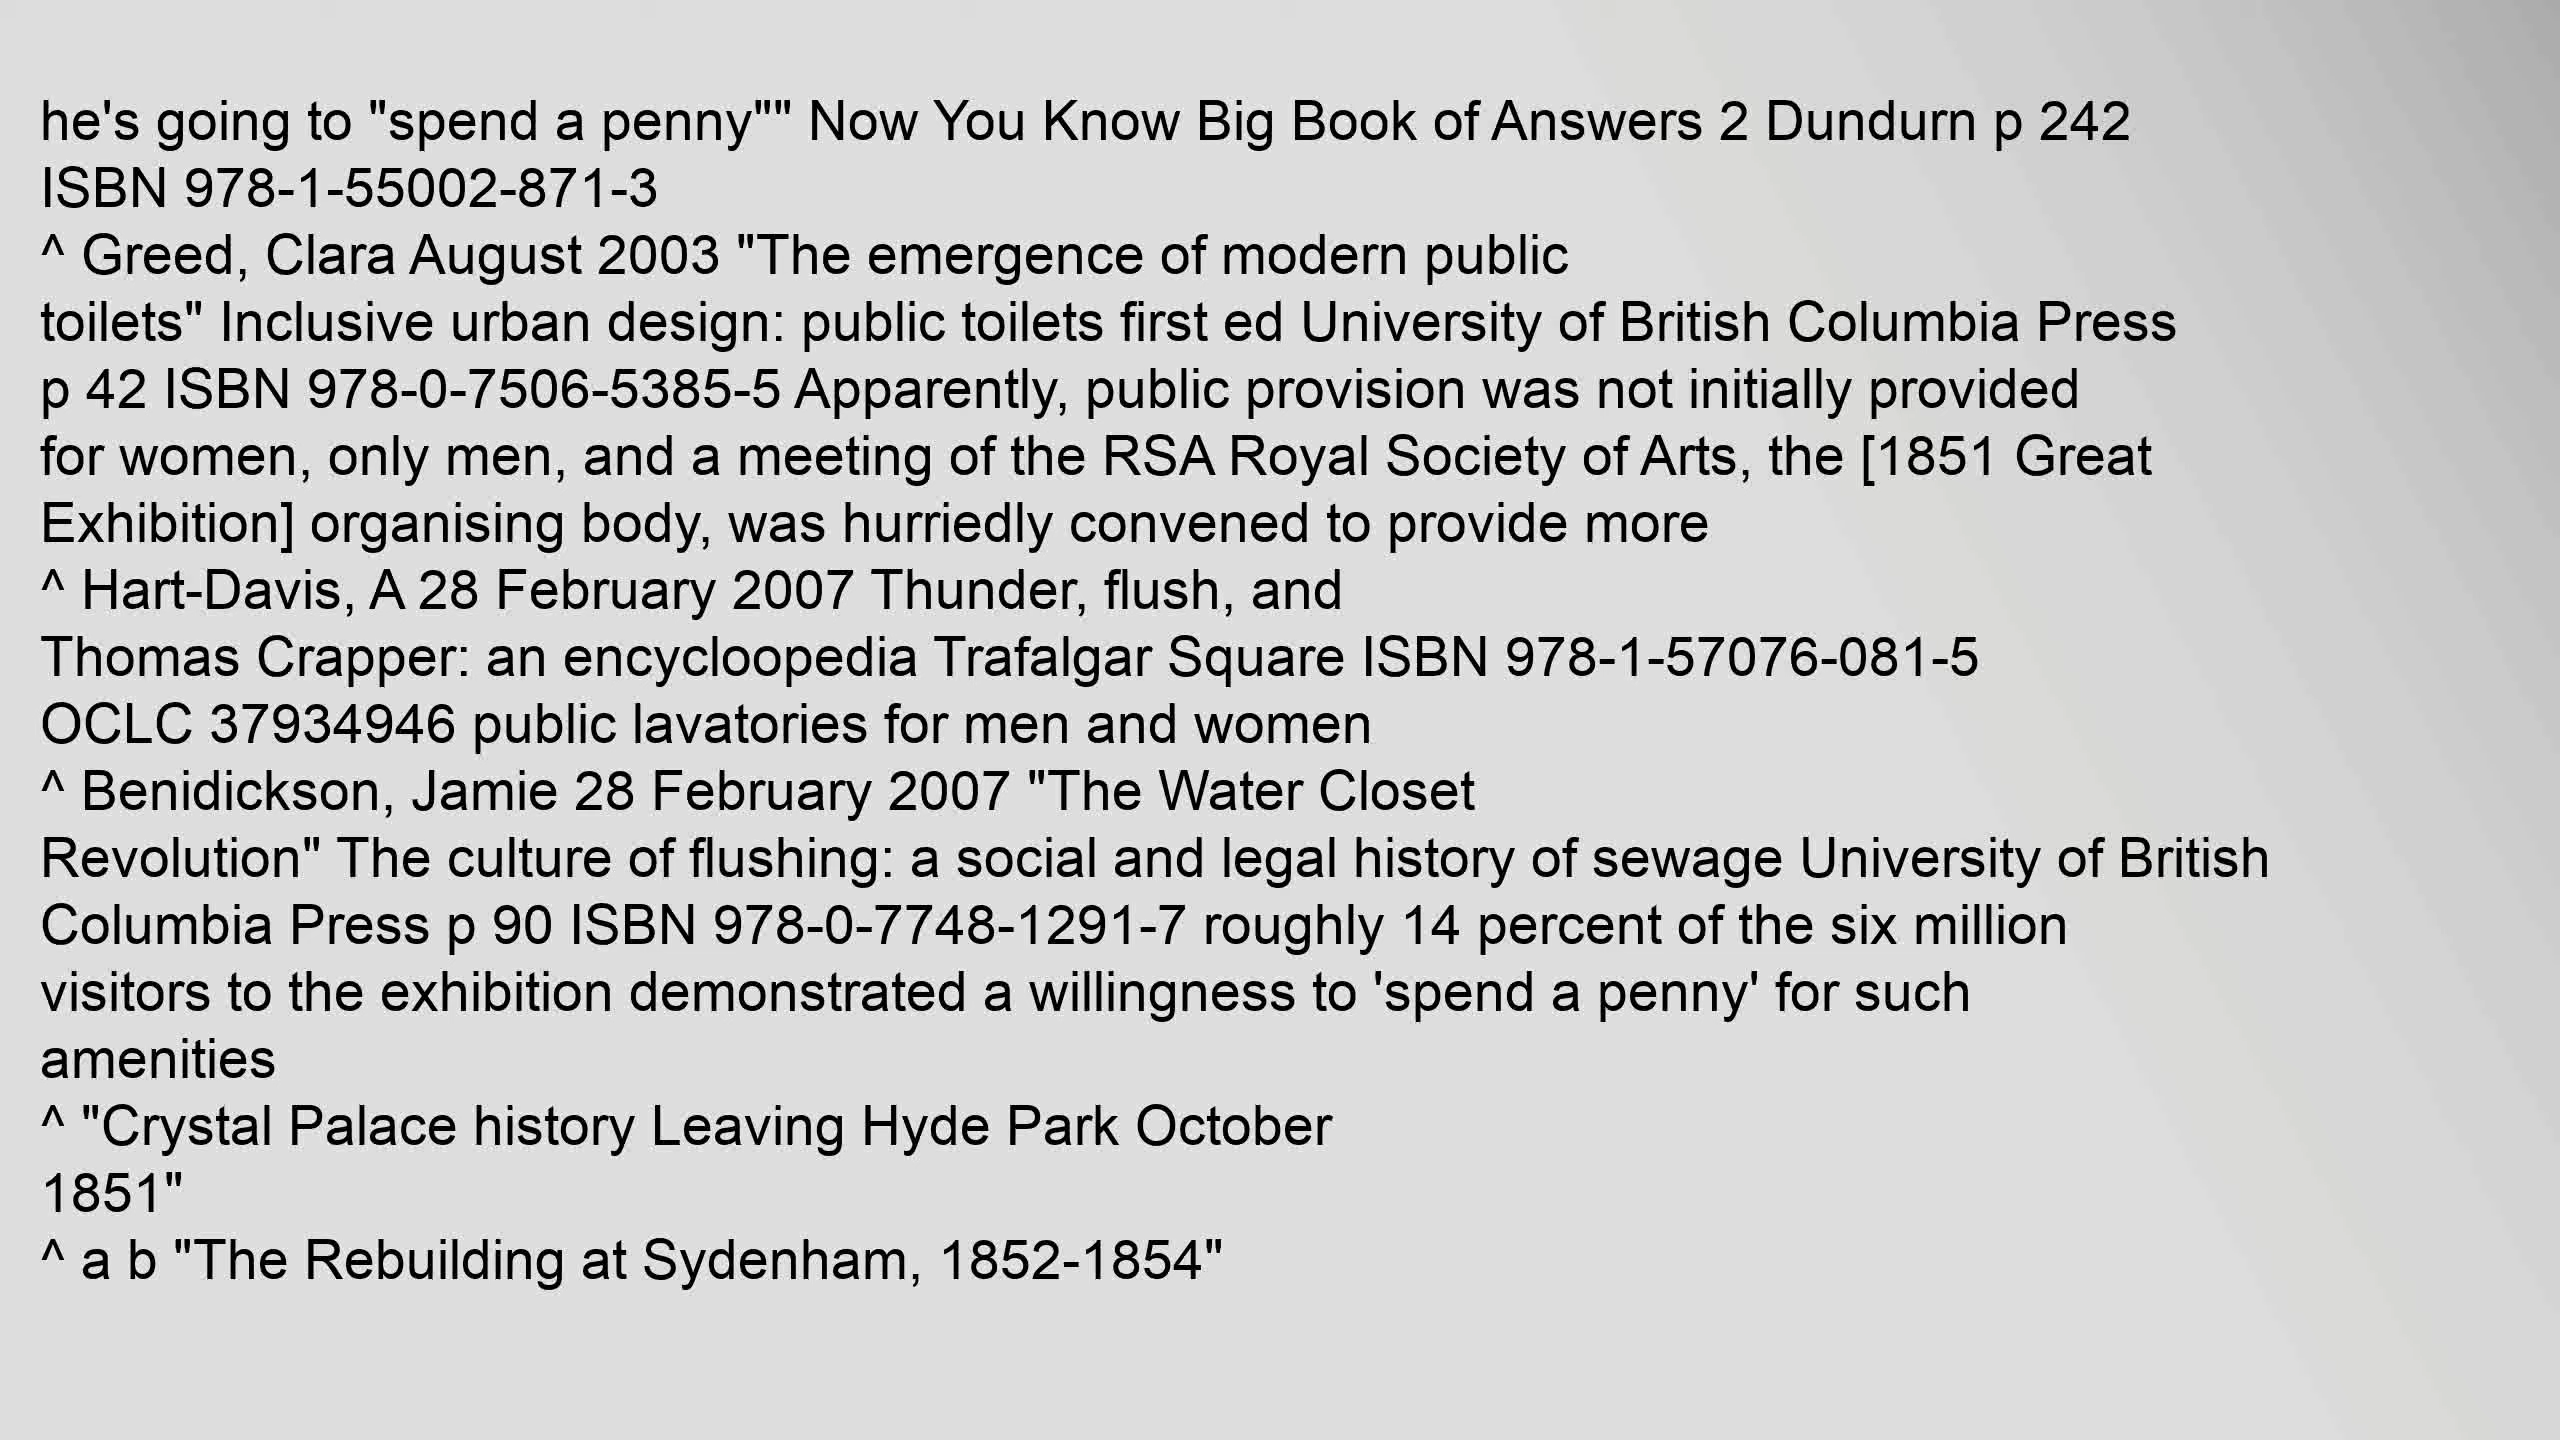 he's going to "spend a penny"" Now You Know Big Book of Answers 2 Dundurn p 242
ISBN 978-1-55002-871-3
^ Greed, Clara August 2003 "The emergence of modern public
toilets" Inclusive urban design: public toilets first ed University of British Columbia Press
p 42 ISBN 978-0-7506-5385-5 Apparently, public provision was not initially provided
for women, only men, and a meeting of the RSA Royal Society of Arts, the [1851 Great
Exhibition] organising body, was hurriedly convened to provide more
^ Hart-Davis, A 28 February 2007 Thunder, flush, and
Thomas Crapper: an encycloopedia Trafalgar Square ISBN 978-1-57076-081-5
OCLC 37934946 public lavatories for men and women
^ Benidickson, Jamie 28 February 2007 "The Water Closet
Revolution" The culture of flushing: a social and legal history of sewage University of British
Columbia Press p 90 ISBN 978-0-7748-1291-7 roughly 14 percent of the six million
visitors to the exhibition demonstrated a willingness to 'spend a penny' for such
amenities
^ "Crystal Palace history Leaving Hyde Park October
1851"
^ a b "The Rebuilding at Sydenham, 1852-1854"